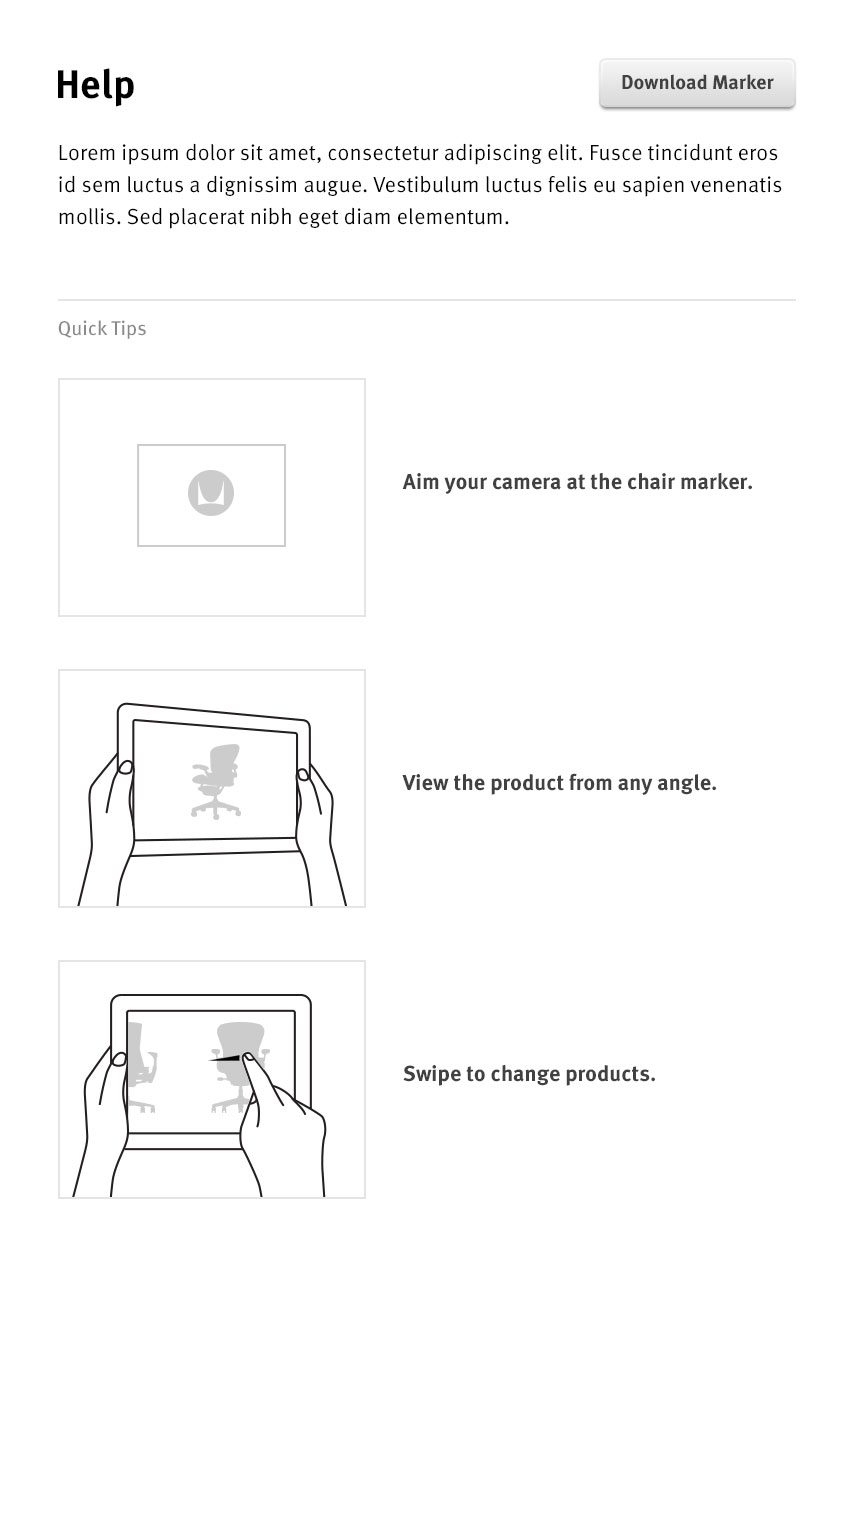 Help
Download Marker
Lorem ipsum dolor sit amet, consectetur adipiscing elit. Fusce tincidunt eros
id sem luctus a dignissim augue. Vestibulum luctus felis eu sapien venenatis
mollis. Sed placerat nibh eget diam elementum.
Quick Tips
Aim your camera at the chair marker.
View the product from any angle.
Swipe to change products.